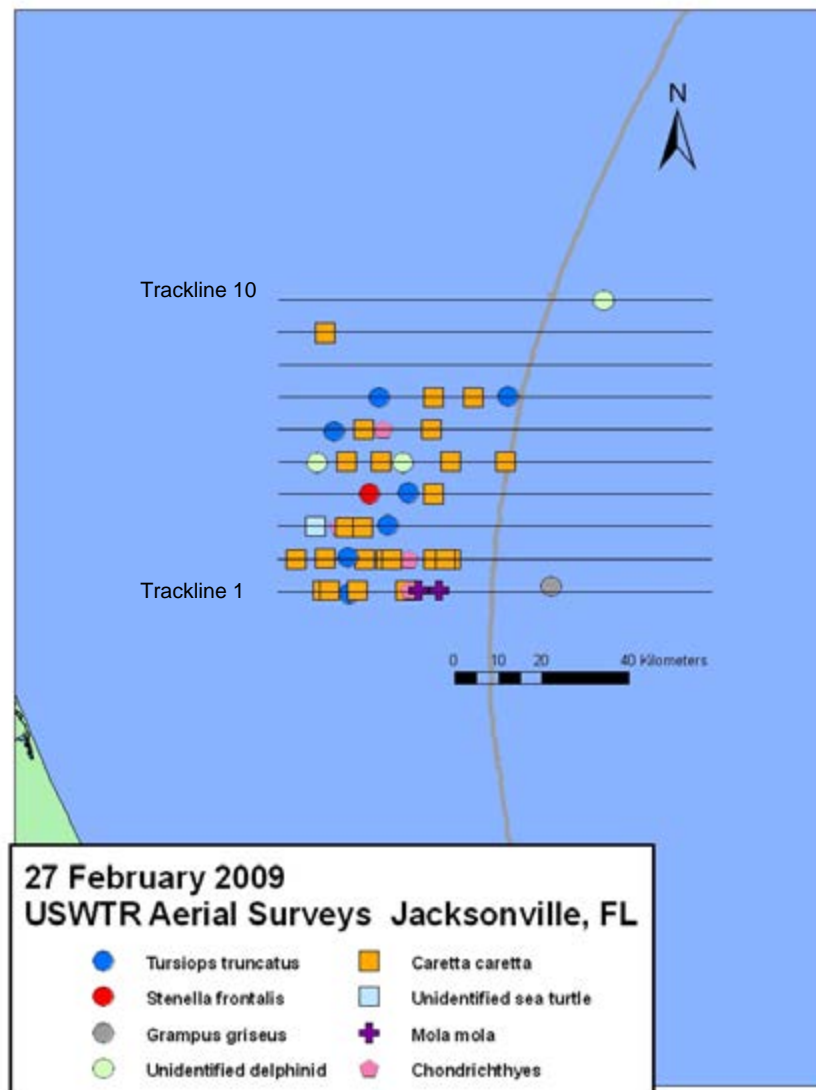 N
Trackline 10
Trackline 1
0 10 20 40 Kilometers
27 February 2009
USWTR Aerial Surveys Jacksonville, FL
Tursiops truncatus
Caretta caretta
Stenella frontalis
Unidentified sea turtle
Grampus griseus
Mola mola
Unidentified delphinid
Chondrichthyes